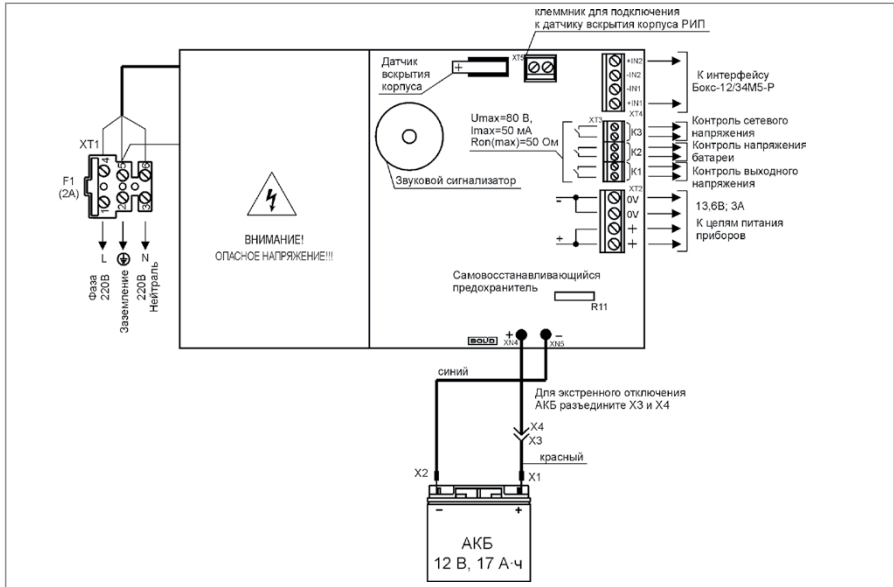 клеммник для подключения
к датчику вскрытия корпуса РИП
Датчик
вскрытия
корпуса
XT5
+IN2
-IN2
-IN1
+IN1
XT4
К интерфейсу
Бокс-12/34М5-Р
Umax=80 В,
Imax=50 мА
Ron(max)=50 Ом
XT3
К3
К2
К1
Контроль сетевого
напряжения
Контроль напряжения
батареи
Контроль выходного
напряжения
Звуковой сигнализатор
XT2
0V
0V
+
+
13,6В; 3А
К цепям питания
приборов
XT1
F1
(2А)
4
5
6
1
2
3
L
N
Фаза
220В
Заземление
220В
Нейтраль
ВНИМАНИЕ!
ОПАСНОЕ НАПРЯЖЕНИЕ!!!
Самовосстанавливающийся
предохранитель
R11
BOLID
+
XN4
–
XN5
синий
Для экстренного отключения
АКБ разъедините X3 и X4
X4
X3
красный
X2
X1
–
+
АКБ
12 В, 17 А·ч